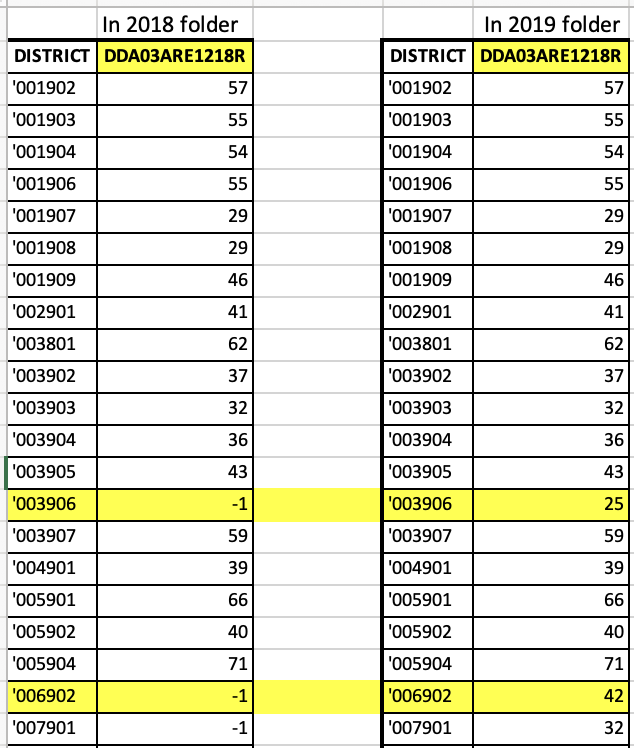 In 2018 folder In 2019 folder
DISTRICT DDA03ARE1218R DISTRICT DDA03ARE1218R
'001902 57 '001902 57
'001903 55 '001903 55
'001904 54 '001904 54
'001906 55 '001906 55
'001907 29 '001907 29
'001908 29 '001908 29
'001909 46 '001909 46
'002901 41 '002901 41
'003801 62 '003801 62
'003902 37 '003902 37
'003903 32 '003903 32
'003904 36 '003904 36
'003905 43 '003905 43
'003906 -1 '003906 25
'003907 59 '003907 59
'004901 39 '004901 39
'005901 66 '005901 66
'005902 40 '005902 40
'005904 71 '005904 71
'006902 -1 '006902 42
'007901 -1 '007901 32